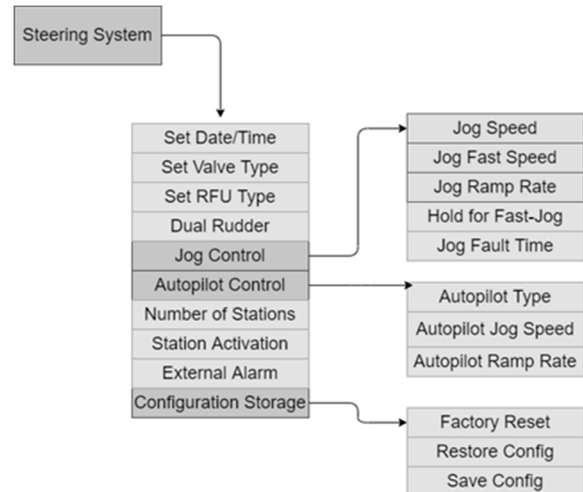 Steering System
Set Date/Time
Set Valve Type
Set RFU Type
Dual Rudder
Jog Control
Autopilot Control
Number of Stations
Station Activation
External Alarm
Configuration Storage
Jog Speed
Jog Fast Speed
Jog Ramp Rate
Hold for Fast-Jog
Jog Fault Time
Autopilot Type
Autopilot Jog Speed
Autopilot Ramp Rate
Factory Reset
Restore Config
Save Config